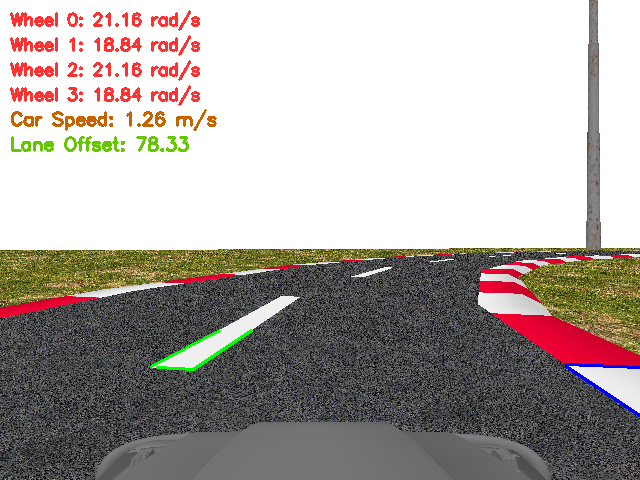 Wheel 0: 21.16 rad/s
Wheel 1: 18.84 rad/s
Wheel 2: 21.16 rad/s
Wheel 3: 18.84 rad/s
Car Speed: 1.26 m/s
Lane Offset: 78.33